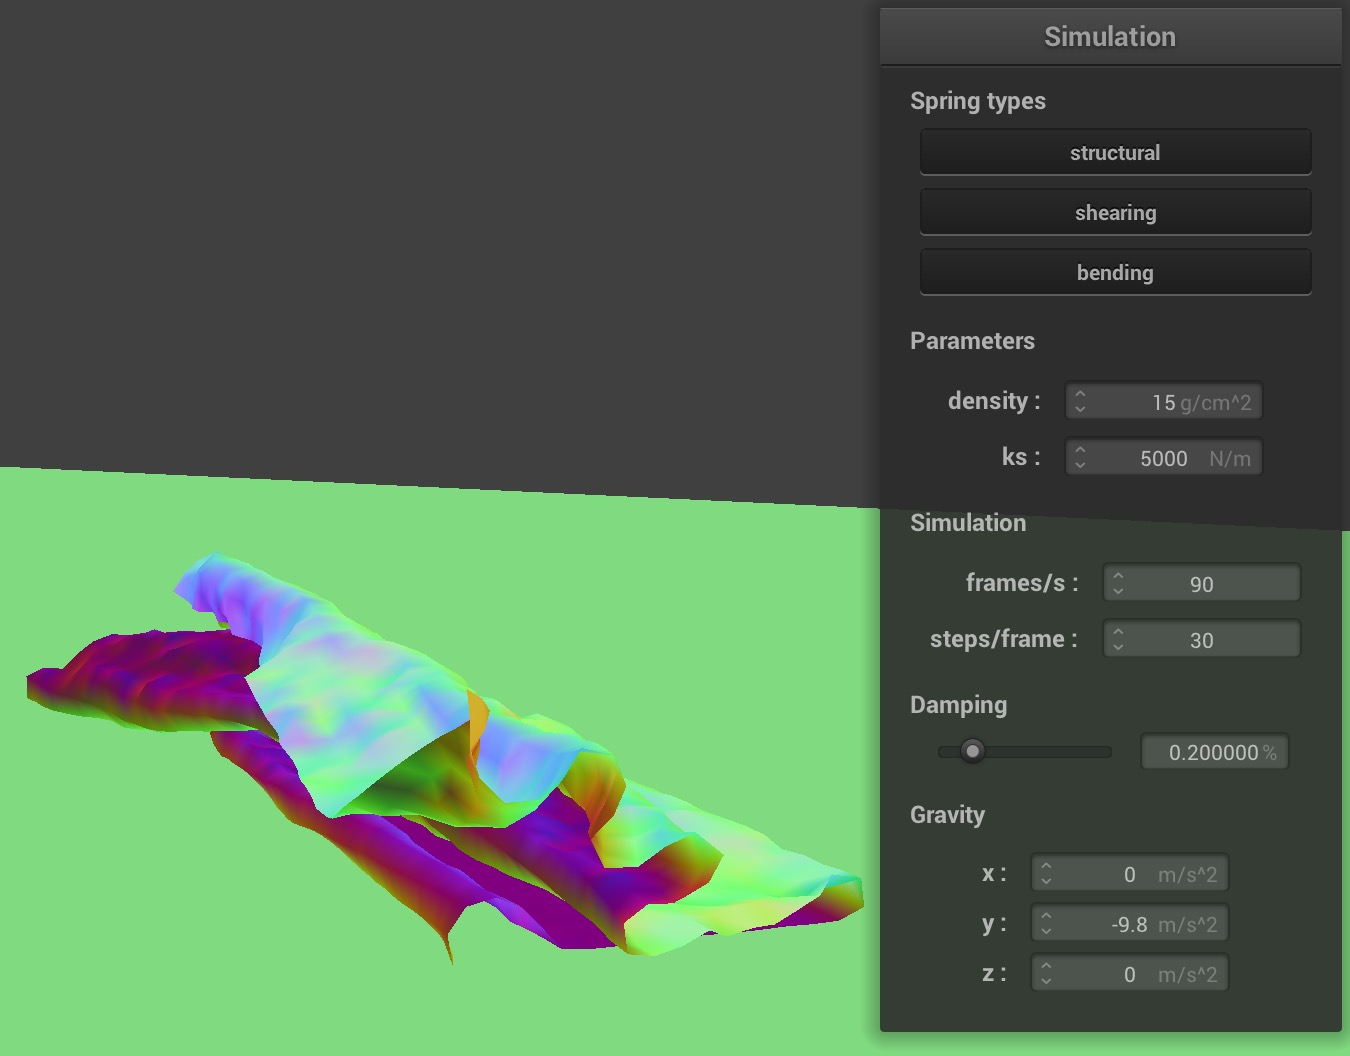 Simulation
Spring types
structural
shearing
bending
Parameters
density : 15 g/cm^2
ks : 5000 N/m
Simulation
frames/s : 90
steps/frame : 30
Damping
0.200000 %
Gravity
x : 0 m/s^2
y : -9.8 m/s^2
z : 0 m/s^2